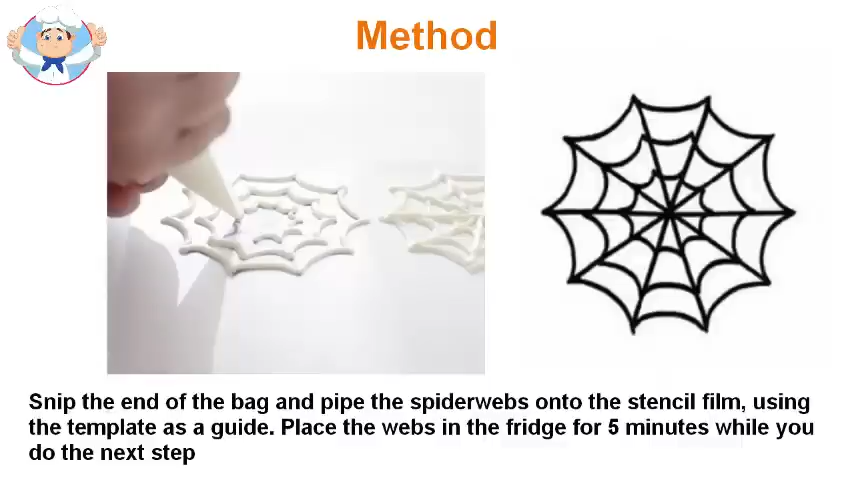 Method
Snip the end of the bag and pipe the spiderwebs onto the stencil film, using
the template as a guide. Place the webs in the fridge for 5 minutes while you
do the next step